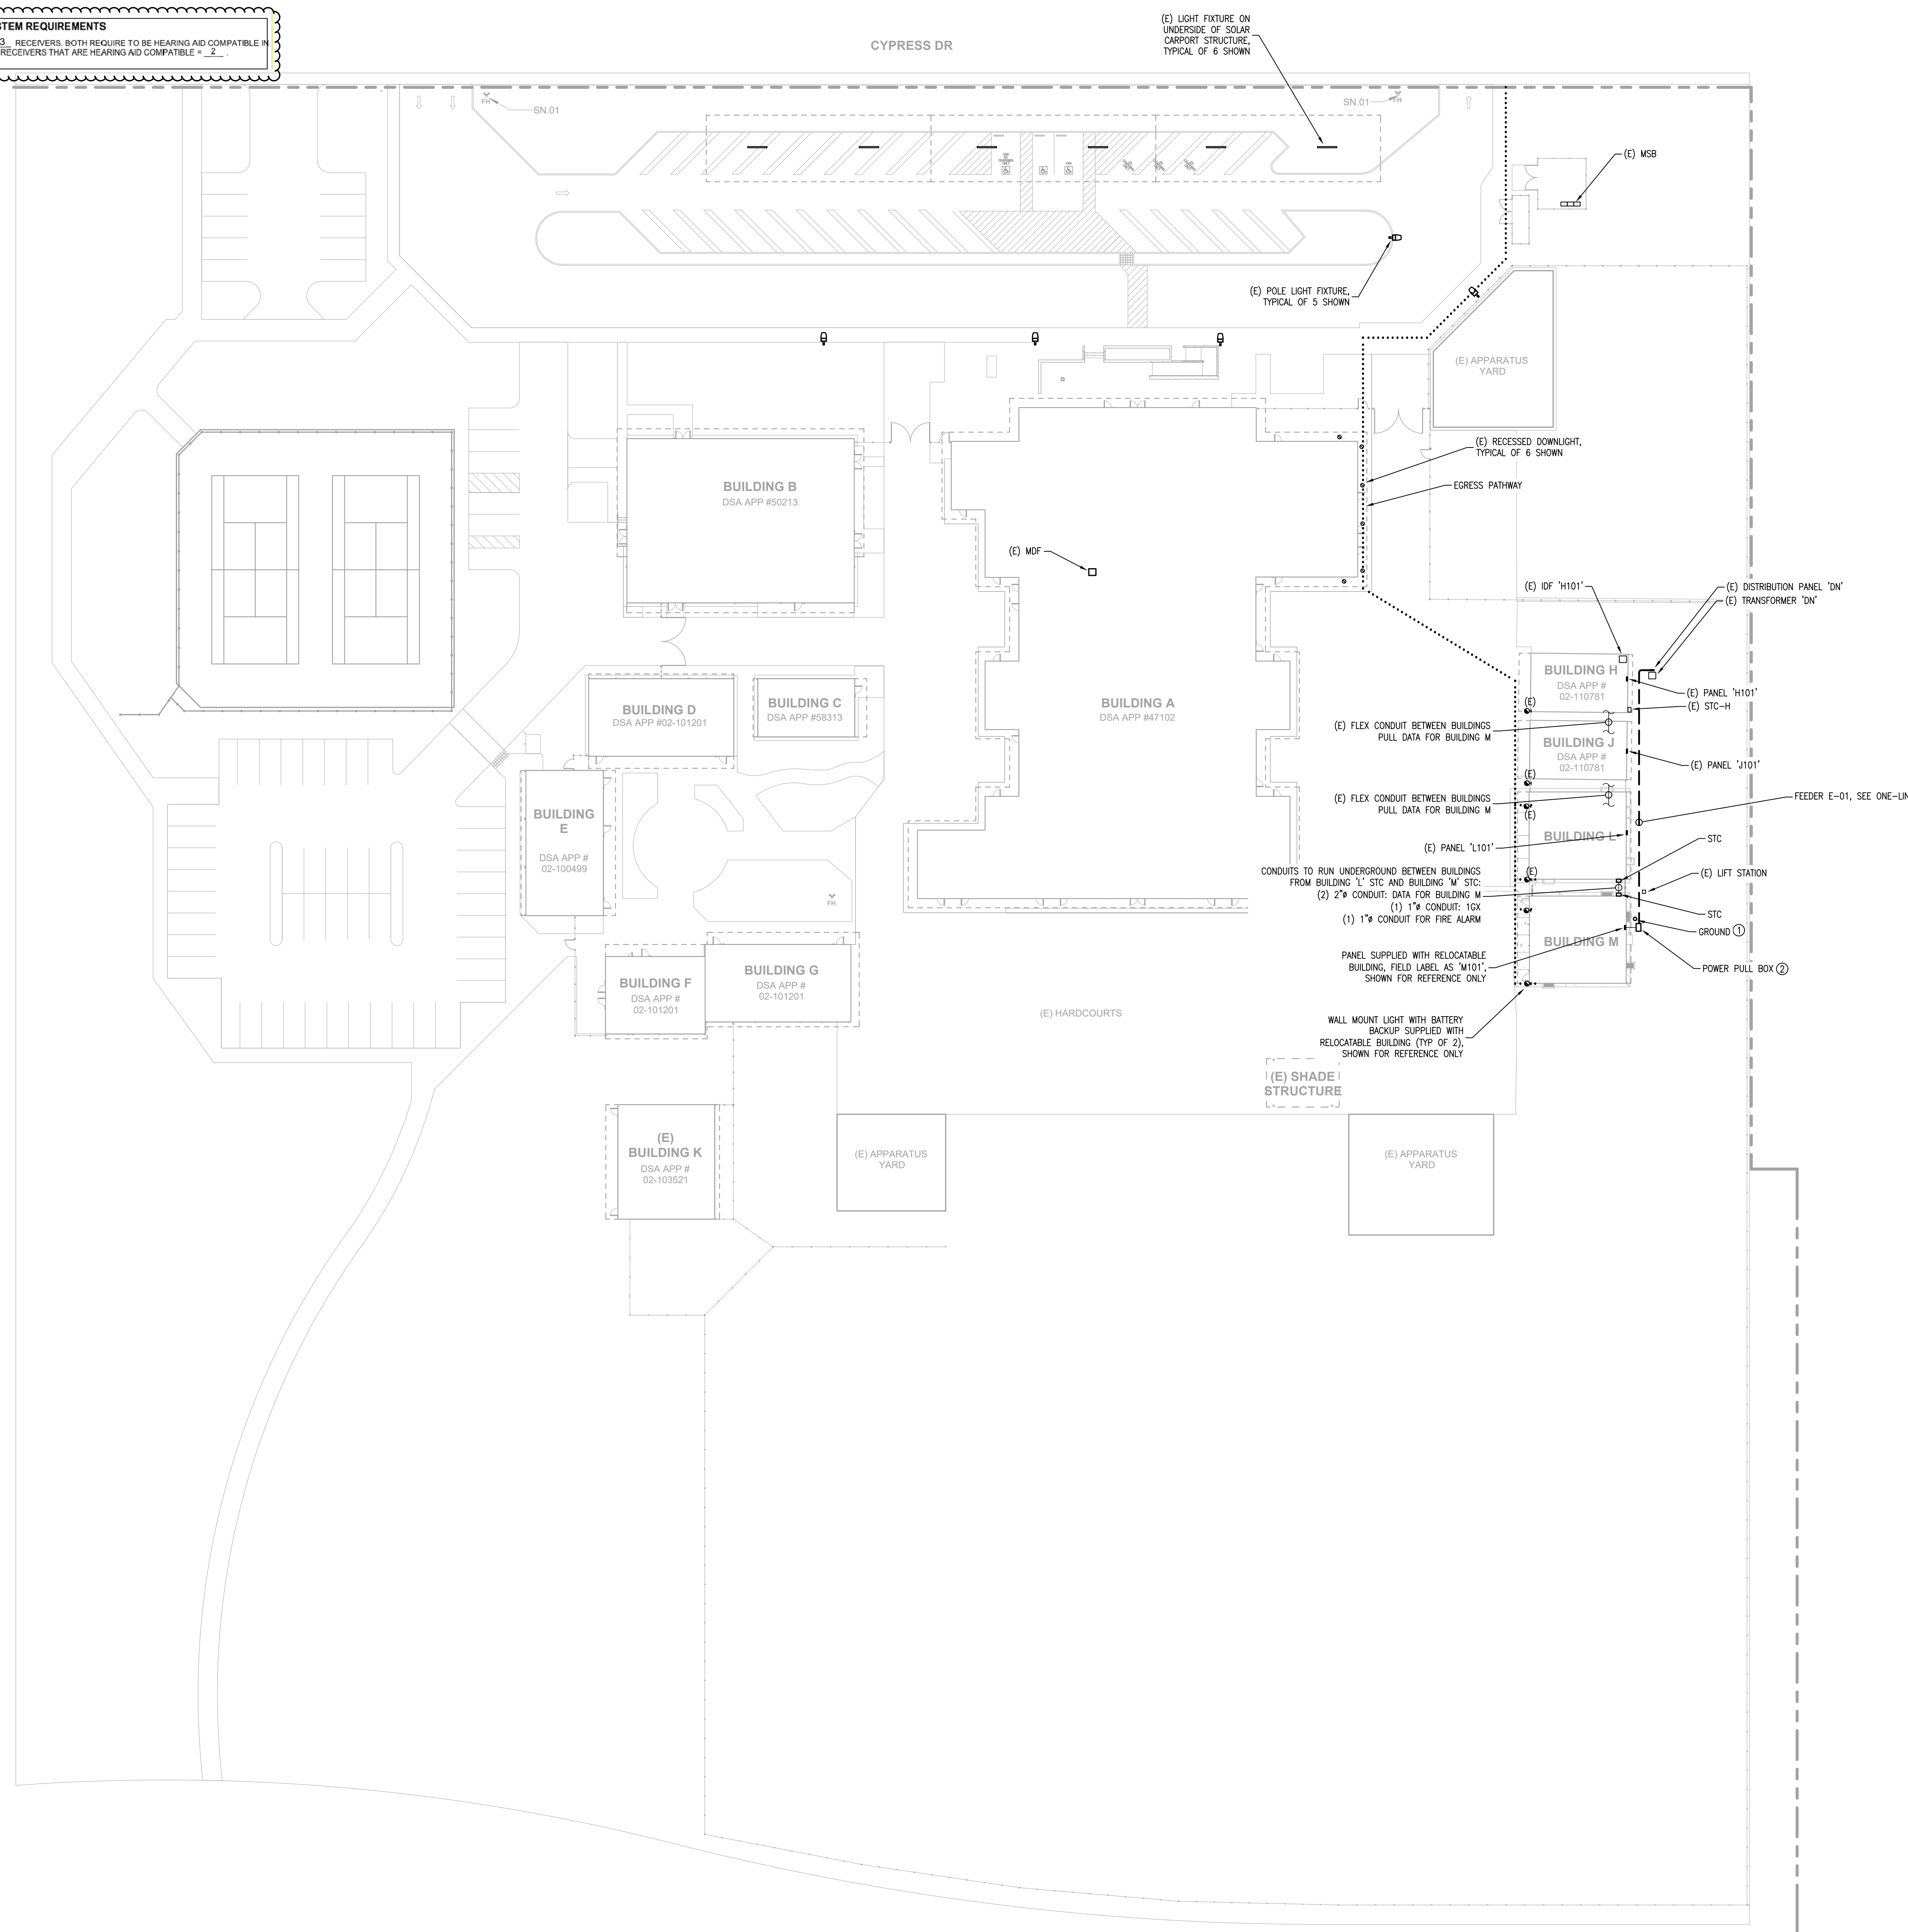 STEM REQUIREMENTS
3 RECEIVERS. BOTH REQUIRE TO BE HEARING AID COMPATIBLE IN
RECEIVERS THAT ARE HEARING AID COMPATIBLE = 2 .
CYPRESS DR
(E) LIGHT FIXTURE ON
UNDERSIDE OF SOLAR
CARPORT STRUCTURE,
TYPICAL OF 6 SHOWN
FH
SN.01
SN.01
FH
(E) MSB
(E) POLE LIGHT FIXTURE,
TYPICAL OF 5 SHOWN
(E) APPARATUS
YARD
(E) RECESSED DOWNLIGHT,
TYPICAL OF 6 SHOWN
EGRESS PATHWAY
BUILDING B
DSA APP #50213
(E) MDF
(E) IDF 'H101'
(E) DISTRIBUTION PANEL 'DN'
(E) TRANSFORMER 'DN'
BUILDING H
DSA APP #
02-110781
(E) PANEL 'H101'
(E) STC-H
(E)
BUILDING D
DSA APP #02-101201
BUILDING C
DSA APP #58313
BUILDING A
DSA APP #47102
(E) FLEX CONDUIT BETWEEN BUILDINGS
PULL DATA FOR BUILDING M
BUILDING J
DSA APP #
02-110781
(E) PANEL 'J101'
(E)
(E) FLEX CONDUIT BETWEEN BUILDINGS
PULL DATA FOR BUILDING M
FEEDER E-01, SEE ONE-LIN
(E)
BUILDING
E
DSA APP #
02-100499
BUILDING L
(E) PANEL 'L101'
STC
(E)
(E) LIFT STATION
CONDUITS TO RUN UNDERGROUND BETWEEN BUILDINGS
FROM BUILDING 'L' STC AND BUILDING 'M' STC:
(2) 2"ø CONDUIT: DATA FOR BUILDING M
(1) 1"ø CONDUIT: 1GX
(1) 1"ø CONDUIT FOR FIRE ALARM
FH
STC
GROUND 1
BUILDING M
PANEL SUPPLIED WITH RELOCATABLE
BUILDING, FIELD LABEL AS 'M101',
SHOWN FOR REFERENCE ONLY
POWER PULL BOX 2
BUILDING F
DSA APP #
02-101201
BUILDING G
DSA APP #
02-101201
(E) HARDCOURTS
WALL MOUNT LIGHT WITH BATTERY
BACKUP SUPPLIED WITH
RELOCATABLE BUILDING (TYP OF 2),
SHOWN FOR REFERENCE ONLY
(E) SHADE
STRUCTURE
(E)
BUILDING K
DSA APP #
02-103521
(E) APPARATUS
YARD
(E) APPARATUS
YARD